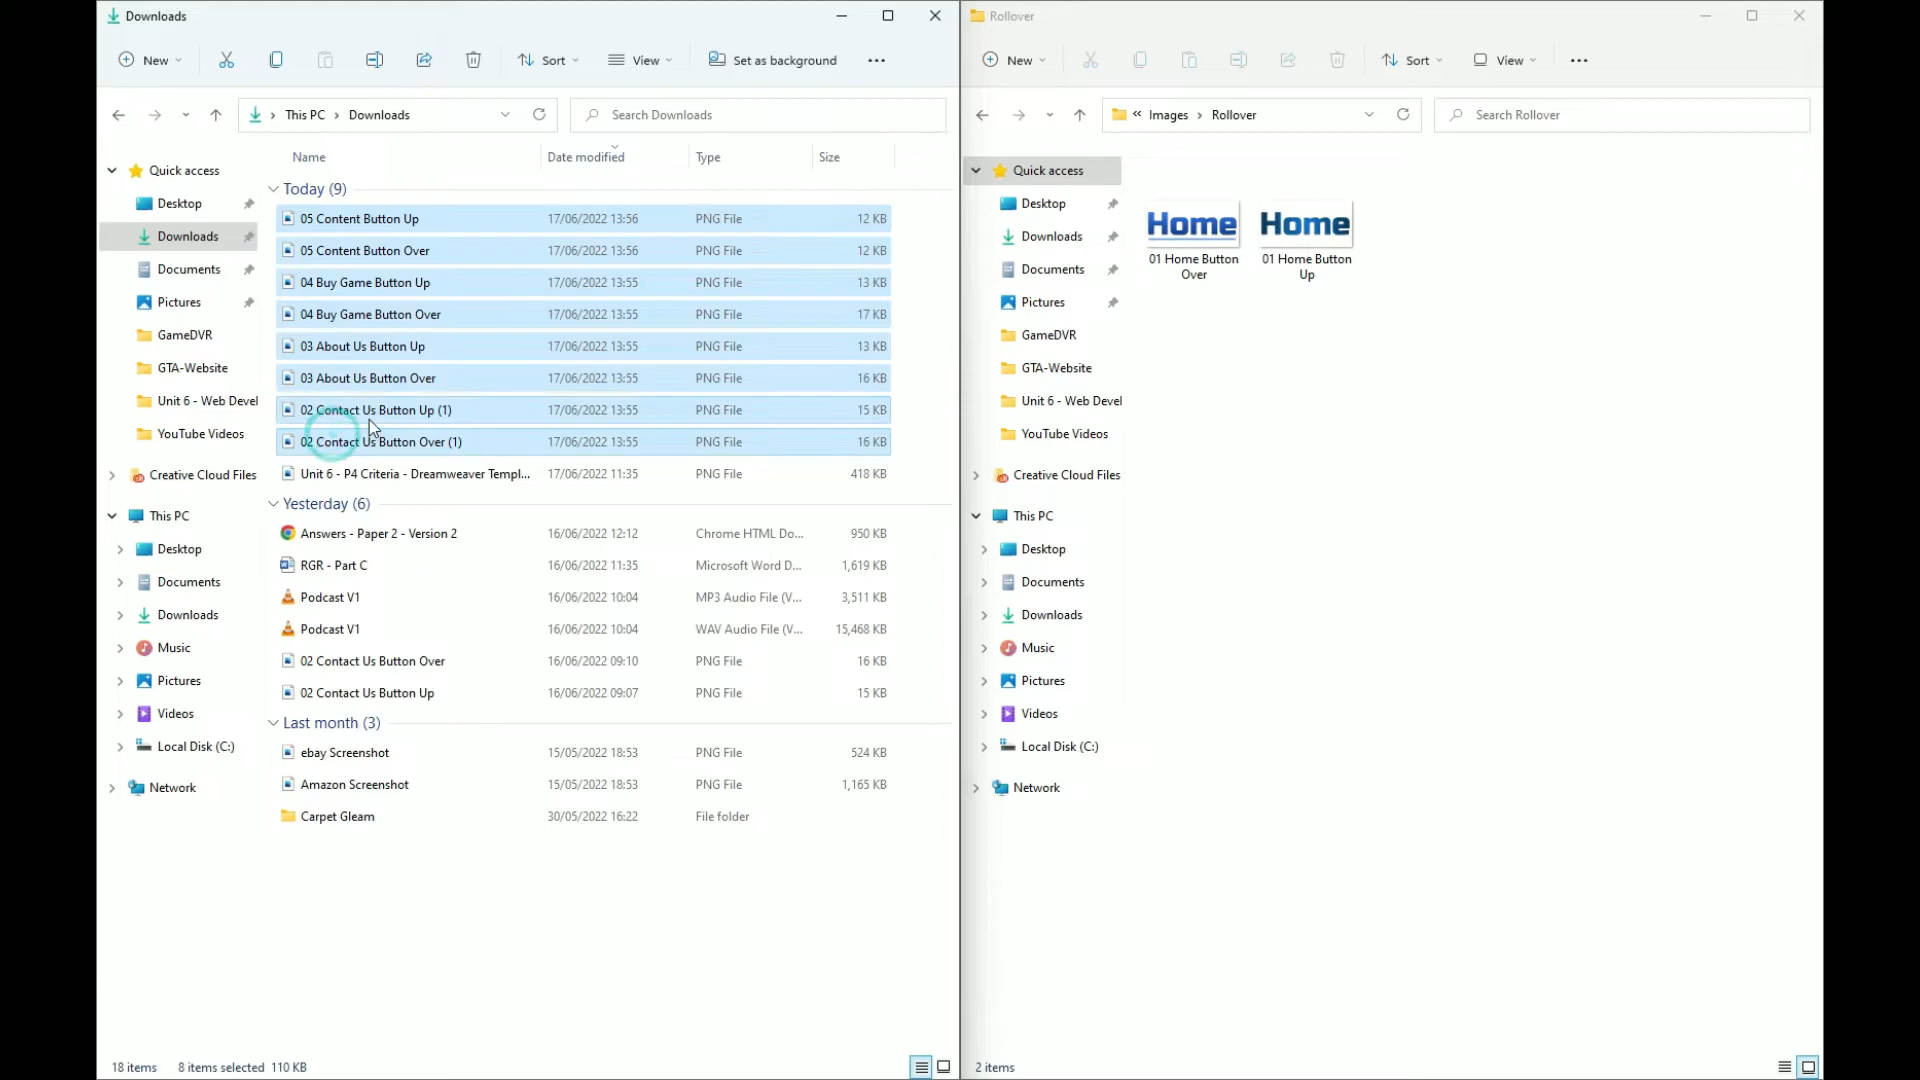 Downloads
New
Sort
View
Set as background
This PC
Downloads
Search Downloads
Quick access
Desktop
Downloads
Documents
Pictures
GameDVR
GTA-Website
Unit 6 - Web Devel
YouTube Videos
Creative Cloud Files
This PC
Desktop
Documents
Downloads
Music
Pictures
Videos
Local Disk (C:)
Network
Name Date modified Type Size
Today (9)
05 Content Button Up 17/06/2022 13:56 PNG File 12 KB
05 Content Button Over 17/06/2022 13:56 PNG File 12 KB
04 Buy Game Button Up 17/06/2022 13:55 PNG File 13 KB
04 Buy Game Button Over 17/06/2022 13:55 PNG File 17 KB
03 About Us Button Up 17/06/2022 13:55 PNG File 13 KB
03 About Us Button Over 17/06/2022 13:55 PNG File 16 KB
02 Contact Us Button Up (1) 17/06/2022 13:55 PNG File 15 KB
02 Contact Us Button Over (1) 17/06/2022 13:55 PNG File 16 KB
Unit 6 - P4 Criteria - Dreamweaver Templ... 17/06/2022 11:35 PNG File 418 KB
Yesterday (6)
Answers - Paper 2 - Version 2 16/06/2022 12:12 Chrome HTML Do... 950 KB
RGR - Part C 16/06/2022 11:35 Microsoft Word D... 1,619 KB
Podcast V1 16/06/2022 10:04 MP3 Audio File (V... 3,511 KB
Podcast V1 16/06/2022 10:04 WAV Audio File (V... 15,468 KB
02 Contact Us Button Over 16/06/2022 09:10 PNG File 16 KB
02 Contact Us Button Up 16/06/2022 09:07 PNG File 15 KB
Last month (3)
ebay Screenshot 15/05/2022 18:53 PNG File 524 KB
Amazon Screenshot 15/05/2022 18:53 PNG File 1,165 KB
Carpet Gleam 30/05/2022 16:22 File folder
18 items 8 items selected 110 KB
Rollover
New
Sort
View
« Images
Rollover
Search Rollover
Quick access
Desktop
Downloads
Documents
Pictures
GameDVR
GTA-Website
Unit 6 - Web Devel
YouTube Videos
Creative Cloud Files
This PC
Desktop
Documents
Downloads
Music
Pictures
Videos
Local Disk (C:)
Network
Home
01 Home Button
Over
Home
01 Home Button
Up
2 items